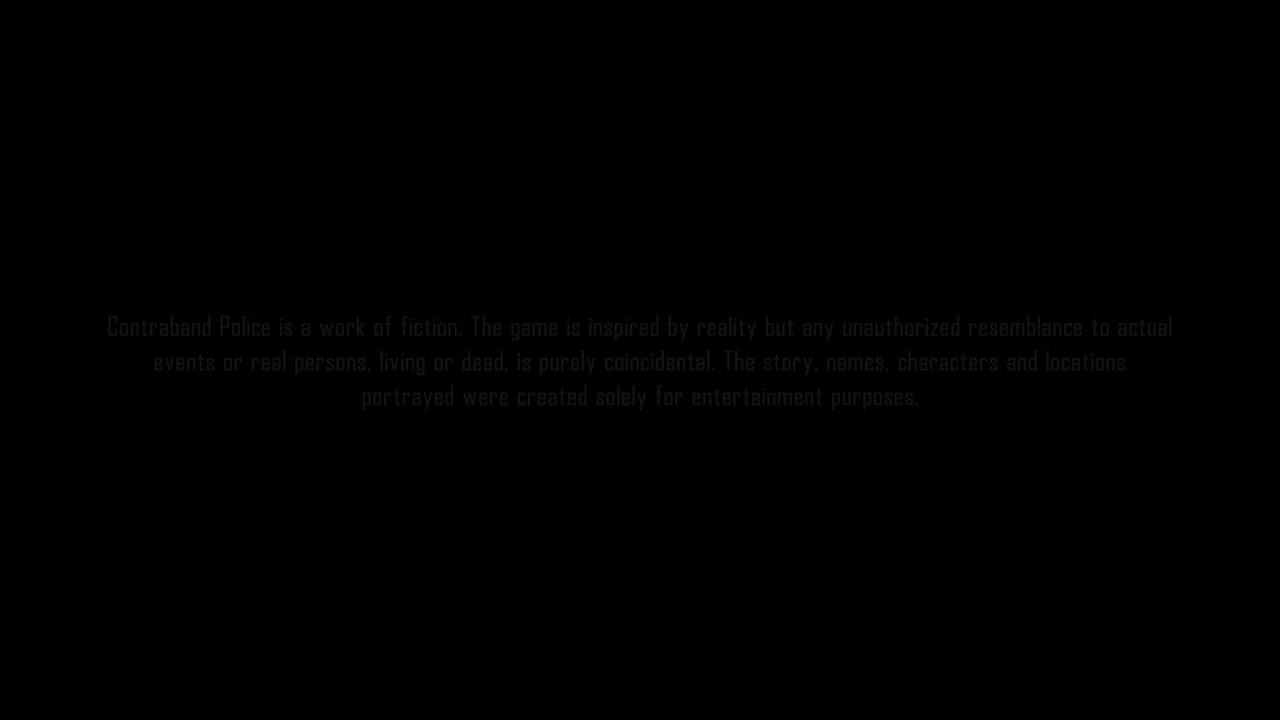 Contraband Police is a work of fiction. The game is inspired by reality but any unauthorized resemblance to actual
events or real persons, living or dead, is purely coincidental. The story, names, characters and locations
portrayed were created solely for entertainment purposes.